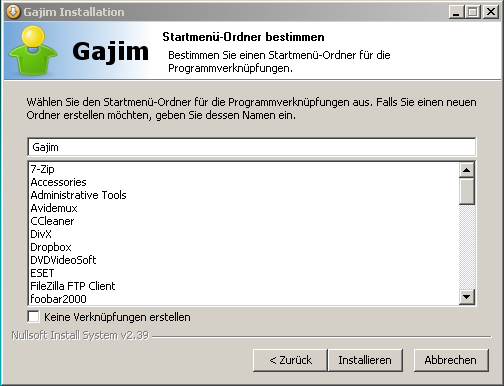 Gajim Installation
Gajim
Startmenü-Ordner bestimmen
Bestimmen Sie einen Startmenü-Ordner für die
Programmverknüpfungen.
Wählen Sie den Startmenü-Ordner für die Programmverknüpfungen aus. Falls Sie einen neuen
Ordner erstellen möchten, geben Sie dessen Namen ein.
Gajim
7-Zip
Accessories
Administrative Tools
Avidemux
CCleaner
DivX
Dropbox
DVDVideoSoft
ESET
FileZilla FTP Client
foobar2000
Keine Verknüpfungen erstellen
Nullsoft Install System v2.39
< Zurück
Installieren
Abbrechen